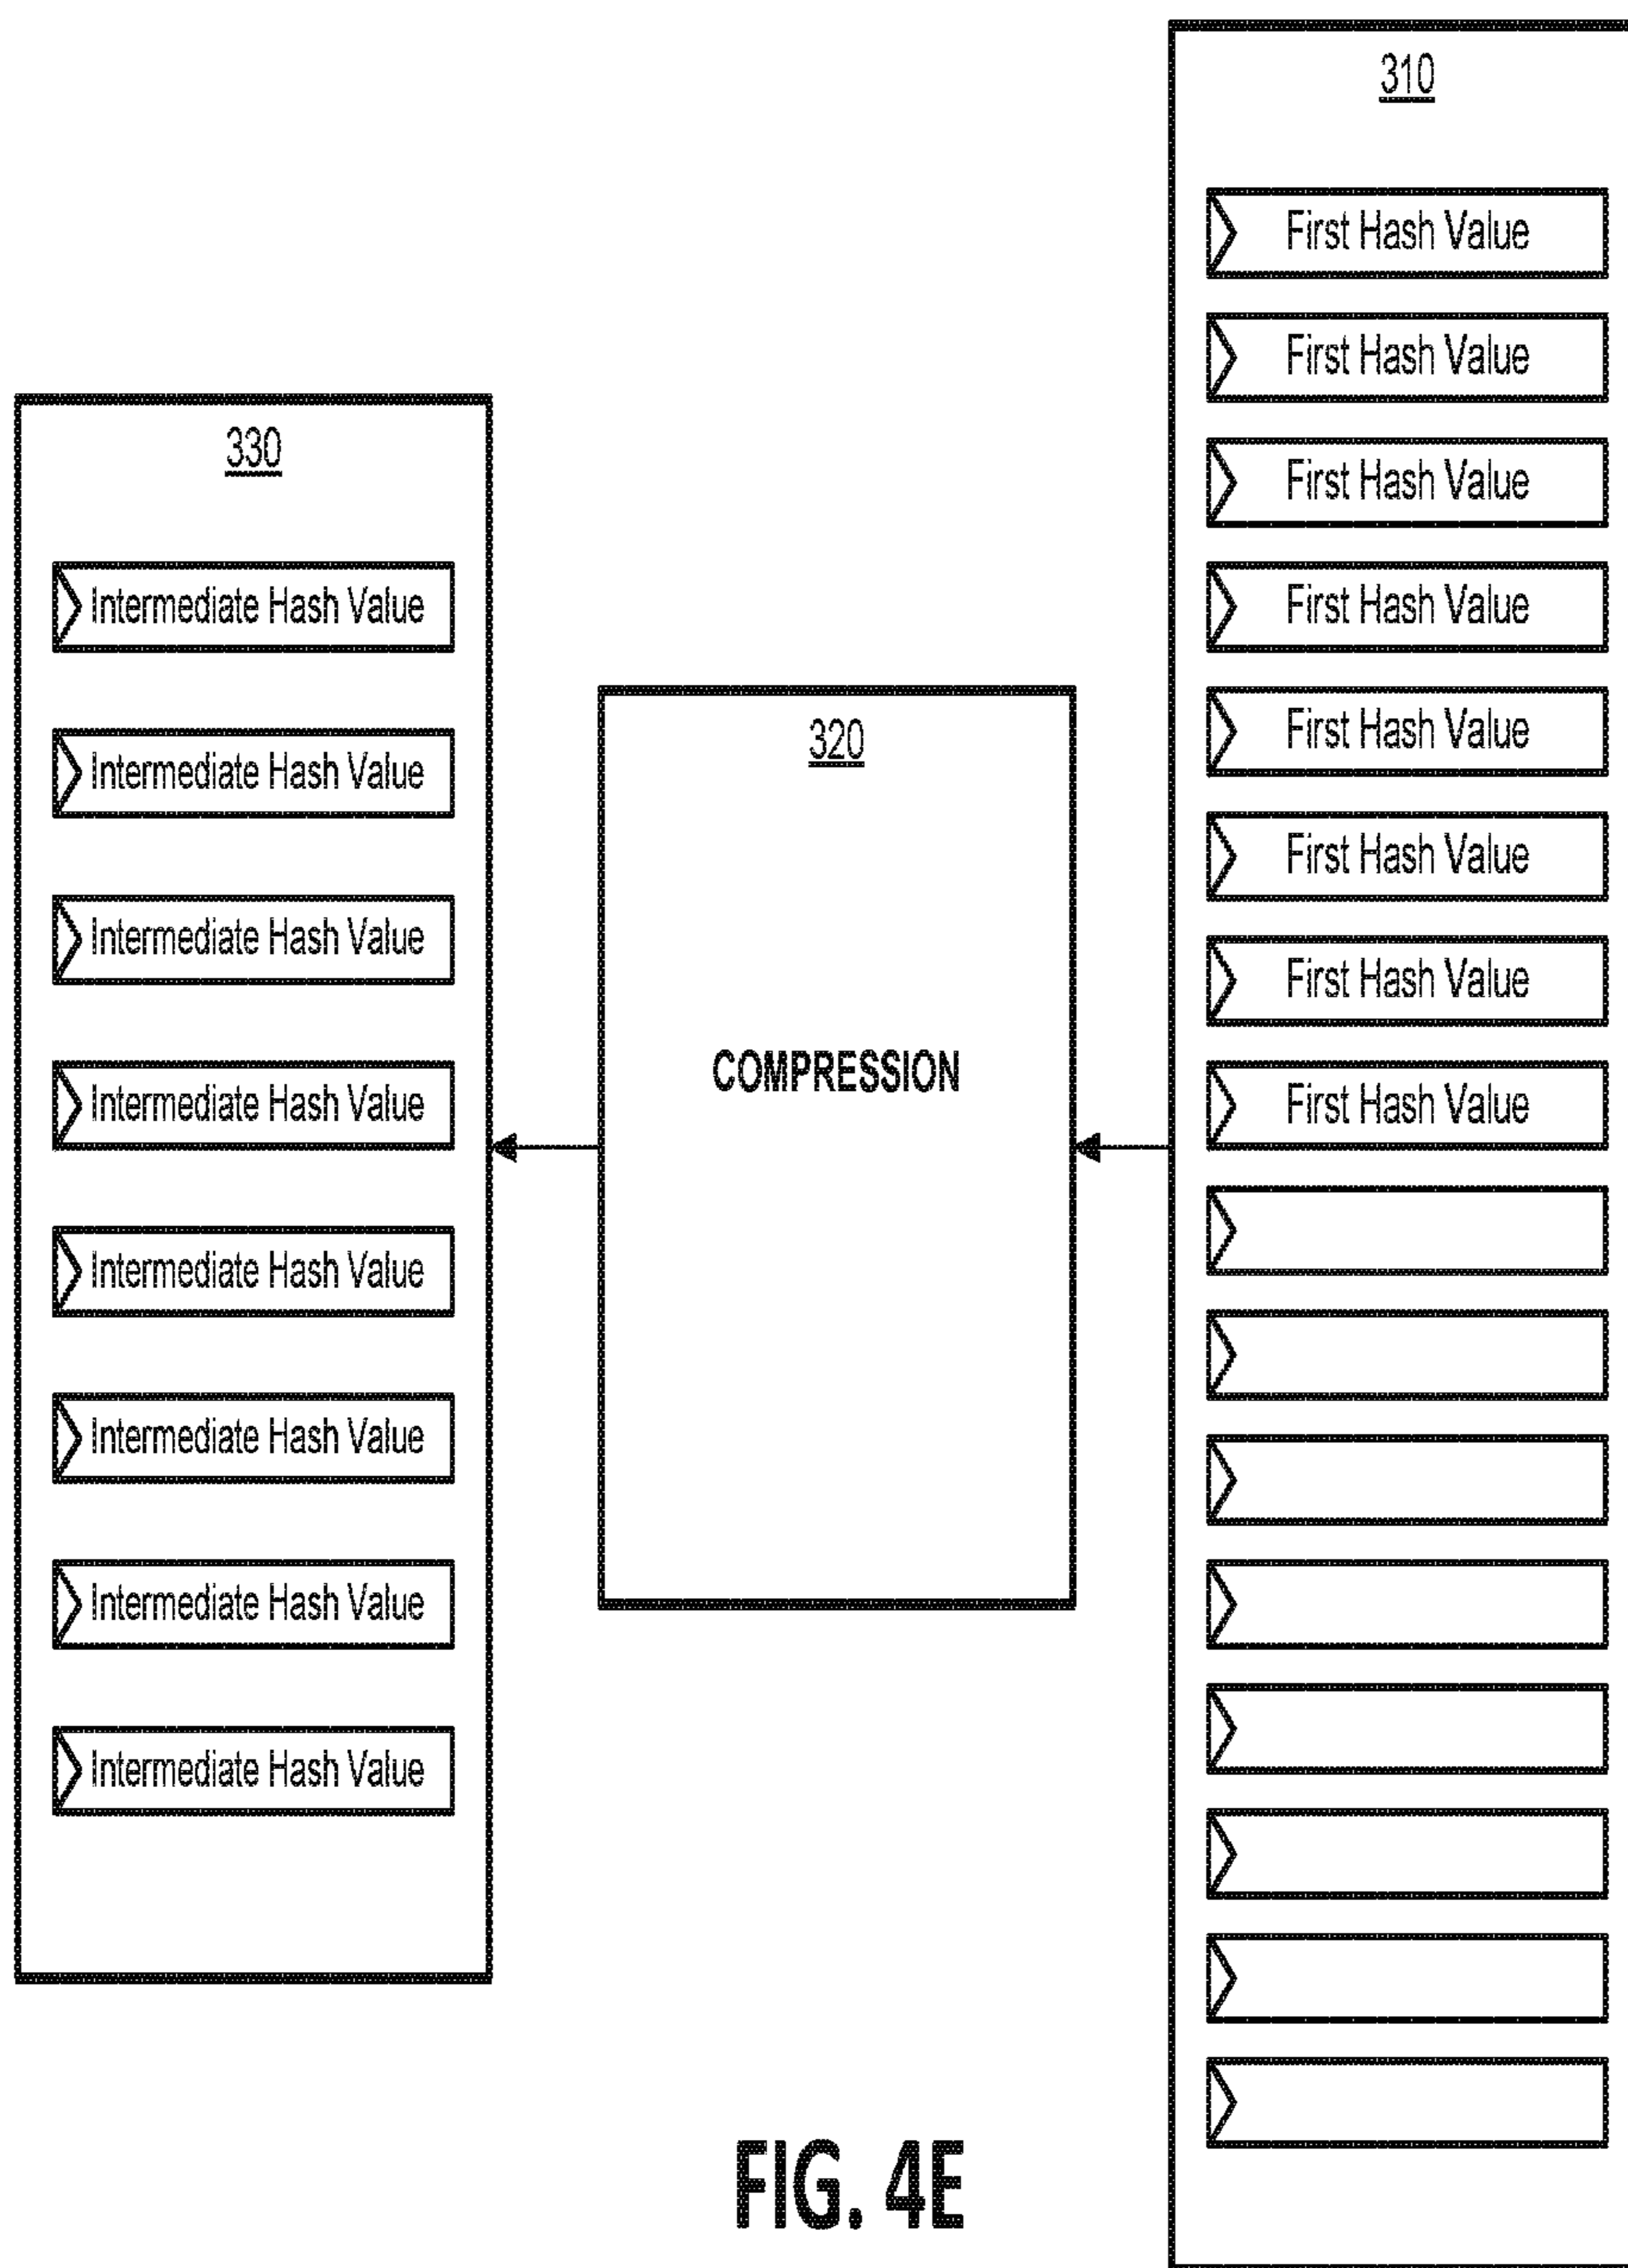 310
First Hash Value
First Hash Value
First Hash Value
First Hash Value
First Hash Value
First Hash Value
First Hash Value
First Hash Value
330
Intermediate Hash Value
Intermediate Hash Value
Intermediate Hash Value
Intermediate Hash Value
Intermediate Hash Value
Intermediate Hash Value
Intermediate Hash Value
Intermediate Hash Value
320
COMPRESSION
FIG. 4E